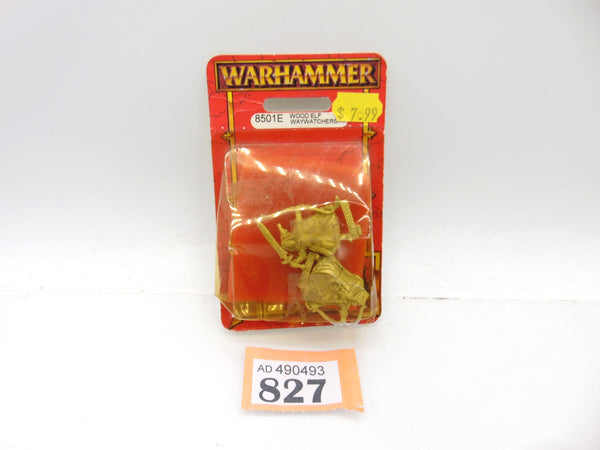 WARHAMMER
$ 7.99
8501E WOOD ELF
WAYWATCHERS
AD 490493
827